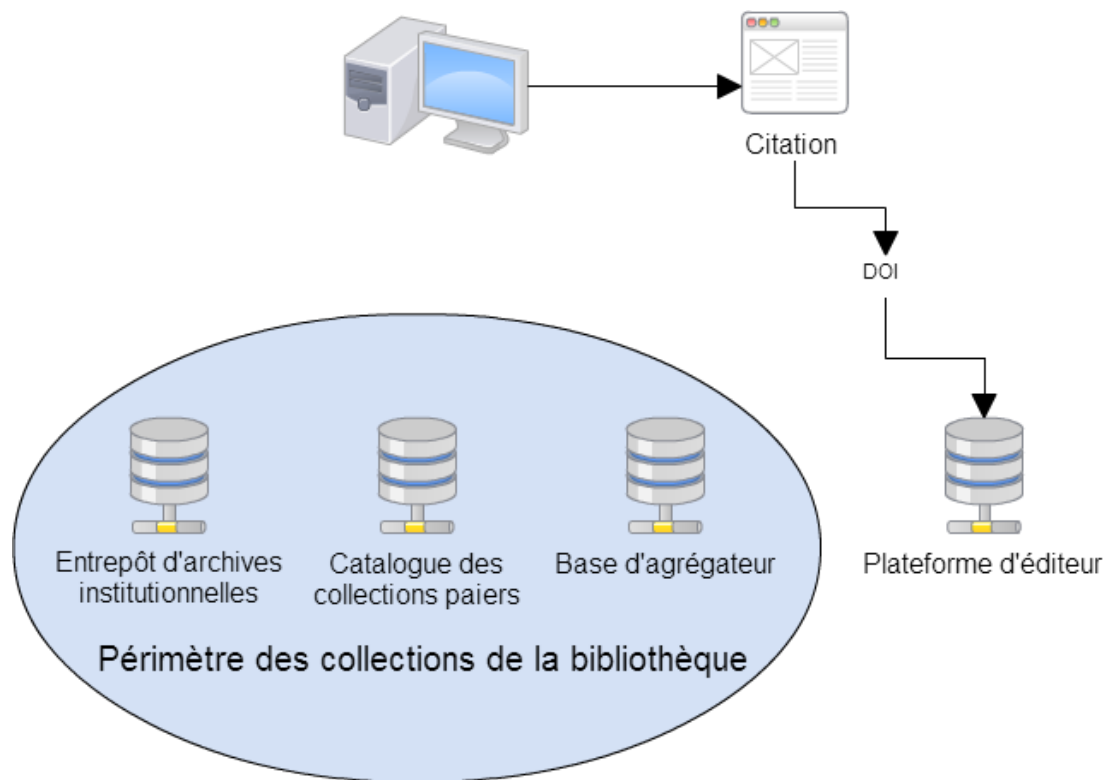 Citation
DOI
Entrepôt d'archives
institutionnelles
Catalogue des
collections paiers
Base d'agrégateur
Plateforme d'éditeur
Périmètre des collections de la bibliothèque